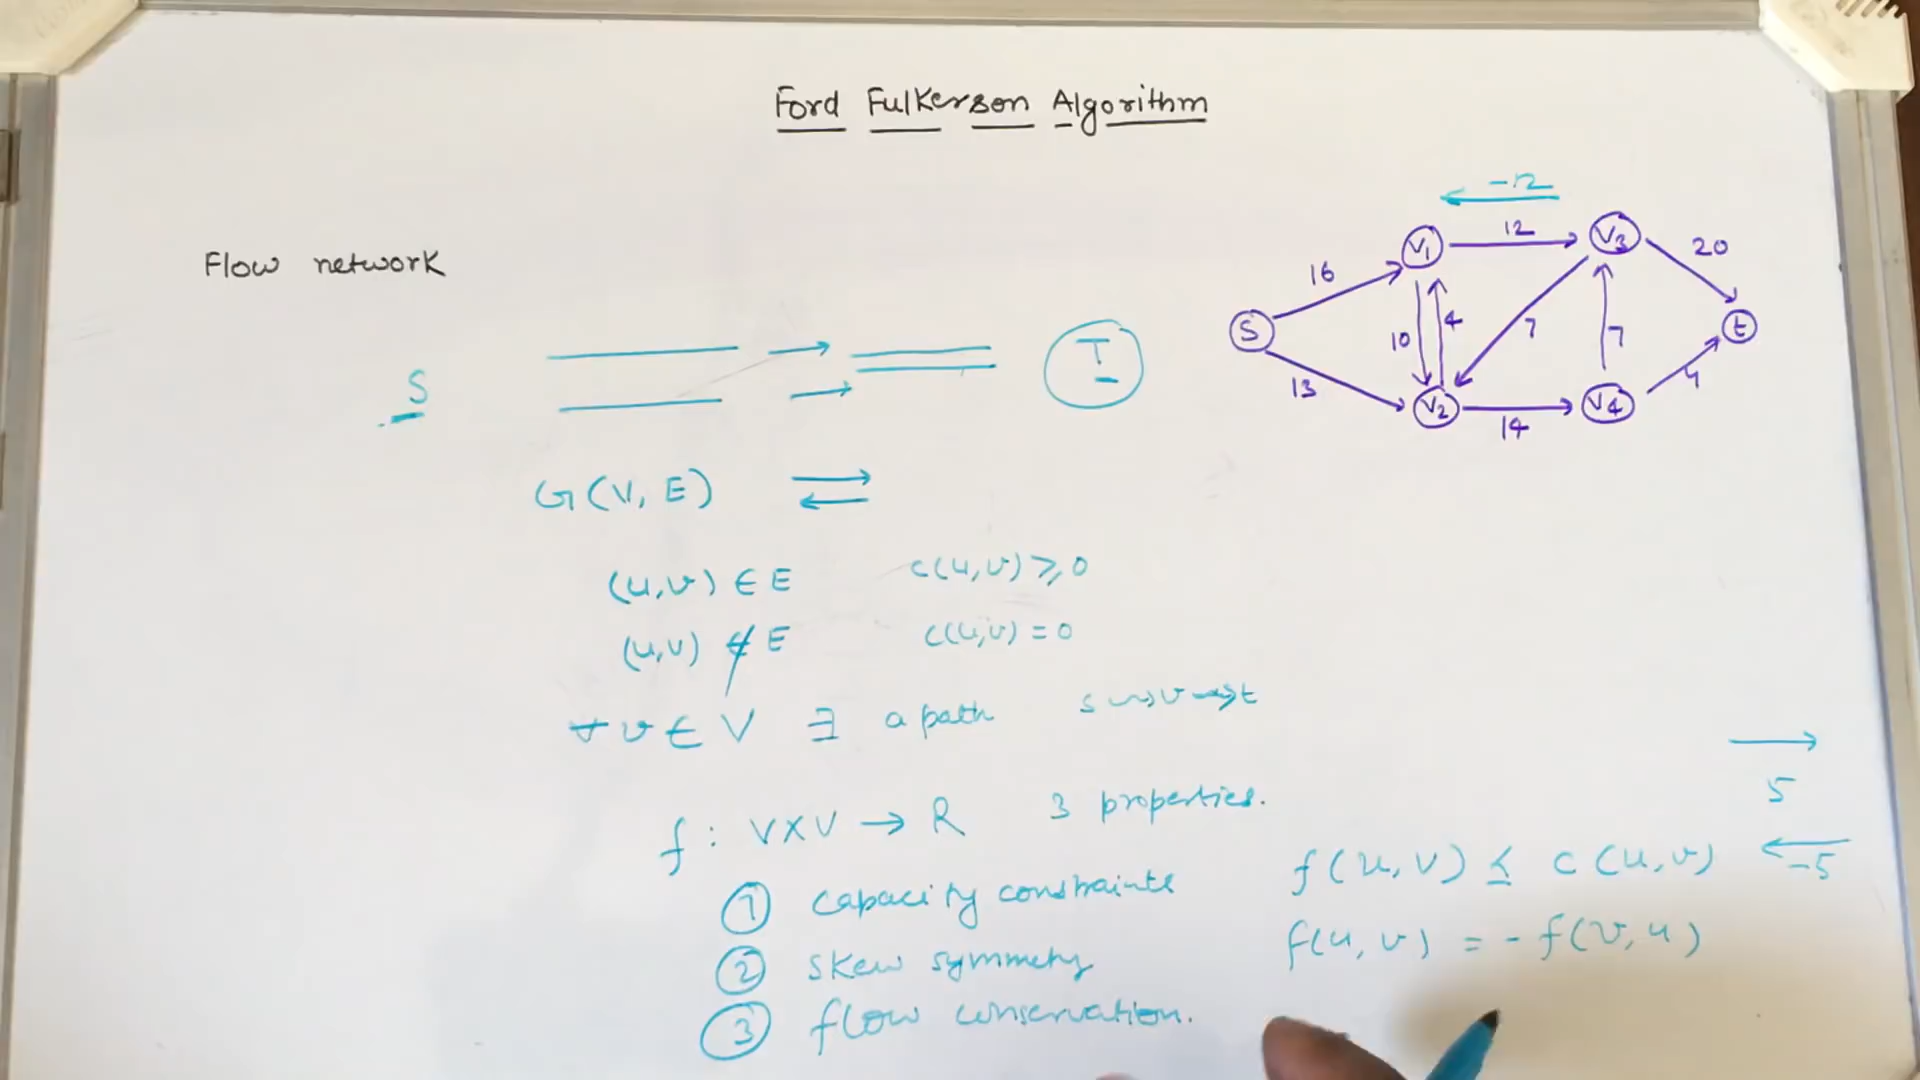 Ford Fulkerson Algorithm
Flow network
S
T
-12
V1
12
V3
20
16
S
10
4
7
7
t
13
V2
14
V4
4
G(V, E)
(u,v) ∈ E c(u,v) ≥ 0
(u,v) ∉ E c(u,v) = 0
∀ v ∈ V ∃ a path s ⇝ v ⇝ t
f : V X V → R 3 properties.
5
-5
① capacity constraints f(u,v) ≤ c(u,v)
② skew symmetry f(u,v) = - f(v,u)
③ flow conservation.